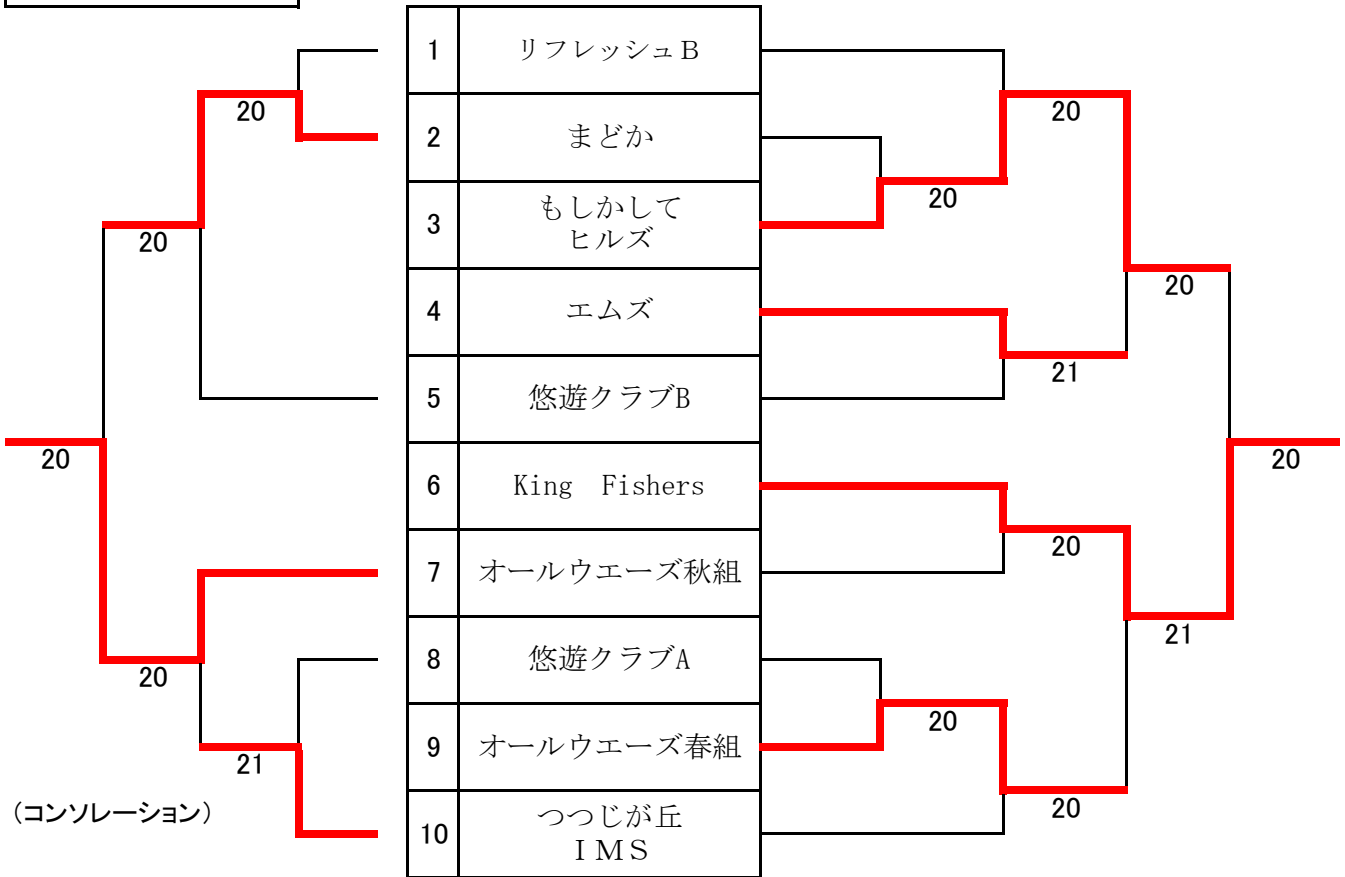 1 リフレッシュＢ
20 20
2 まどか
20
3 もしかして
ヒルズ
20
4 エムズ
20
21
5 悠遊クラブB
20 20
6 King　Fishers
20
7 オールウエーズ秋組
21
8 悠遊クラブA
20
20
9 オールウエーズ春組
21
20
(コンソレーション)
10 つつじが丘
ＩＭＳ